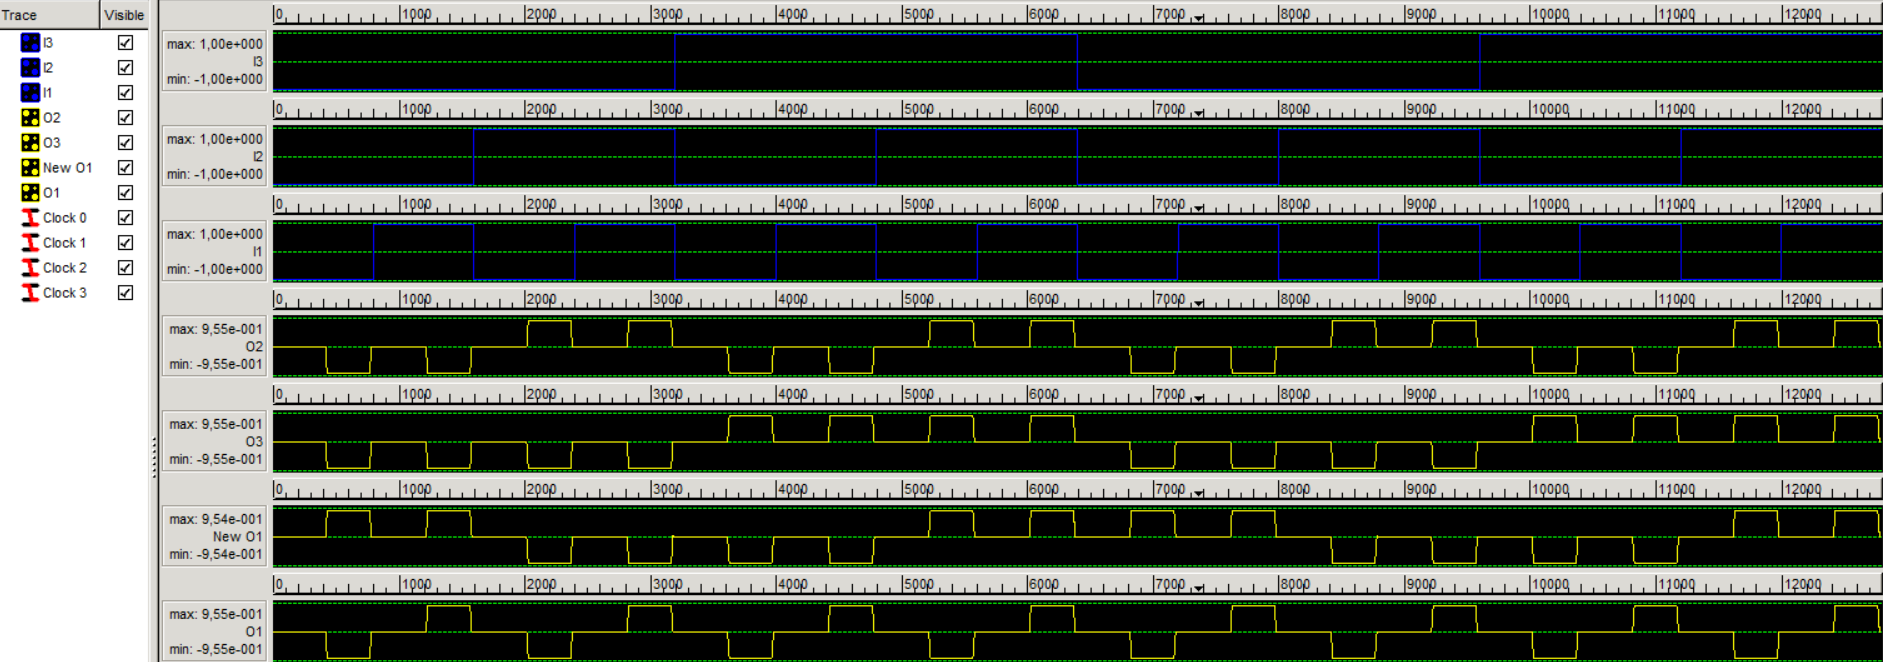 Trace Visible
I3
I2
I1
O2
O3
New O1
O1
Clock 0
Clock 1
Clock 2
Clock 3
0 1000 2000 3000 4000 5000 6000 7000 8000 9000 10000 11000 12000
max: 1,00e+000
I3
min: -1,00e+000
0 1000 2000 3000 4000 5000 6000 7000 8000 9000 10000 11000 12000
max: 1,00e+000
I2
min: -1,00e+000
0 1000 2000 3000 4000 5000 6000 7000 8000 9000 10000 11000 12000
max: 1,00e+000
I1
min: -1,00e+000
0 1000 2000 3000 4000 5000 6000 7000 8000 9000 10000 11000 12000
max: 9,55e-001
O2
min: -9,55e-001
0 1000 2000 3000 4000 5000 6000 7000 8000 9000 10000 11000 12000
max: 9,55e-001
O3
min: -9,55e-001
0 1000 2000 3000 4000 5000 6000 7000 8000 9000 10000 11000 12000
max: 9,54e-001
New O1
min: -9,54e-001
0 1000 2000 3000 4000 5000 6000 7000 8000 9000 10000 11000 12000
max: 9,55e-001
O1
min: -9,55e-001